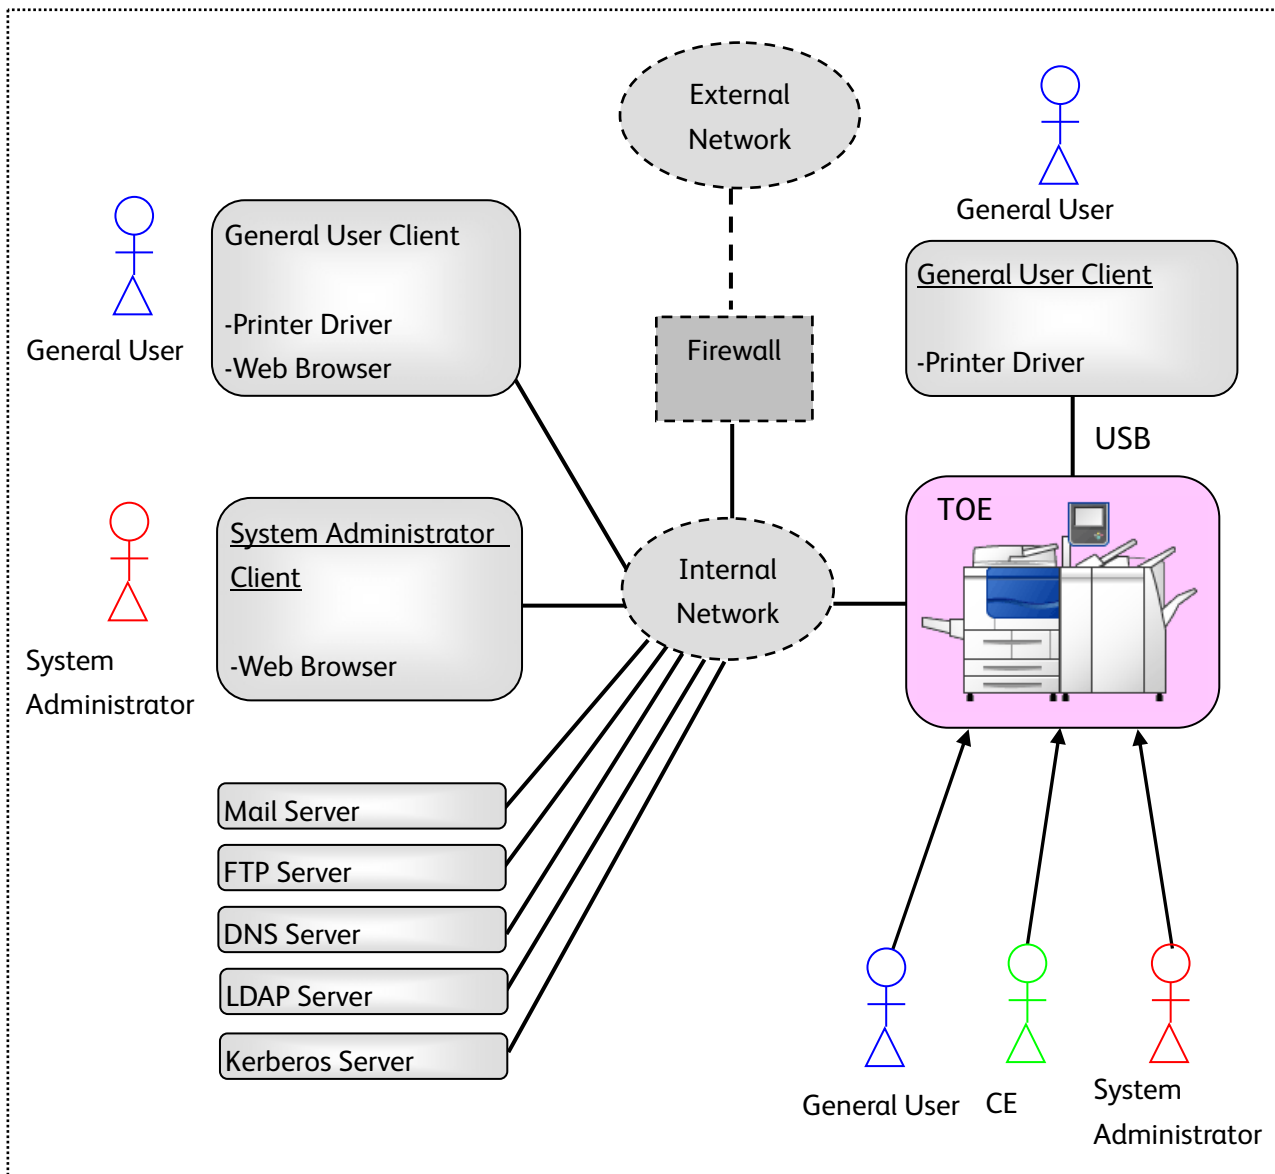 External
Network
General User
General User Client
-Printer Driver
-Web Browser
General User
General User Client
-Printer Driver
Firewall
USB
TOE
System Administrator
Client
-Web Browser
System
Administrator
Internal
Network
Mail Server
FTP Server
DNS Server
LDAP Server
Kerberos Server
General User
CE
System
Administrator